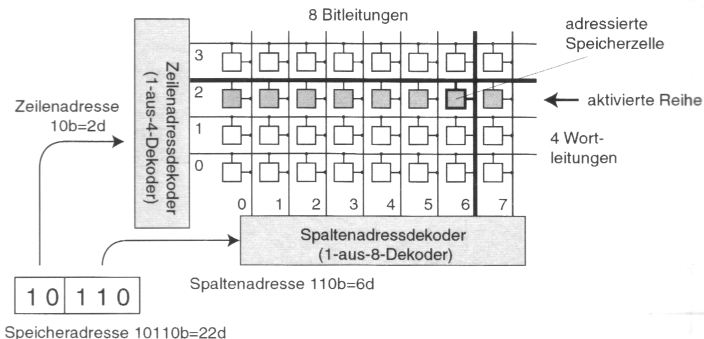 8 Bitleitungen
adressierte
Speicherzelle
Zeilenadressdekoder
(1-aus-4-Dekoder)
3
2
1
0
Zeilenadresse
10b=2d
aktivierte Reihe
4 Wort-
leitungen
0 1 2 3 4 5 6 7
Spaltenadressdekoder
(1-aus-8-Dekoder)
Spaltenadresse 110b=6d
1 0 1 1 0
Speicheradresse 10110b=22d